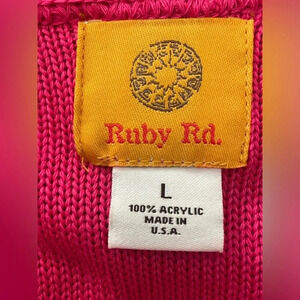 Ruby Rd.
L
100% ACRYLIC
MADE IN
U.S.A.